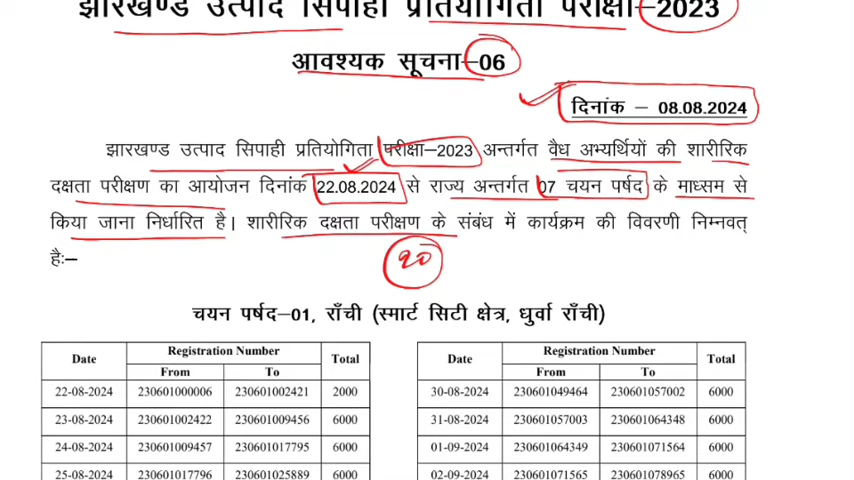 झारखण्ड उत्पाद सिपाही प्रतियोगिता परीक्षा–2023
आवश्यक सूचना–06
दिनांक – 08.08.2024
झारखण्ड उत्पाद सिपाही प्रतियोगिता परीक्षा–2023 अन्तर्गत वैध अभ्यर्थियों की शारीरिक
दक्षता परीक्षण का आयोजन दिनांक 22.08.2024 से राज्य अन्तर्गत 07 चयन पर्षद के माध्सम से
किया जाना निर्धारित है। शारीरिक दक्षता परीक्षण के संबंध में कार्यक्रम की विवरणी निम्नवत्
है:–
चयन पर्षद–01, राँची (स्मार्ट सिटी क्षेत्र, धुर्वा राँची)
Date Registration Number Total
From To
22-08-2024 230601000006 230601002421 2000
23-08-2024 230601002422 230601009456 6000
24-08-2024 230601009457 230601017795 6000
25-08-2024 230601017796 230601025889 6000
Date Registration Number Total
From To
30-08-2024 230601049464 230601057002 6000
31-08-2024 230601057003 230601064348 6000
01-09-2024 230601064349 230601071564 6000
02-09-2024 230601071565 230601078965 6000